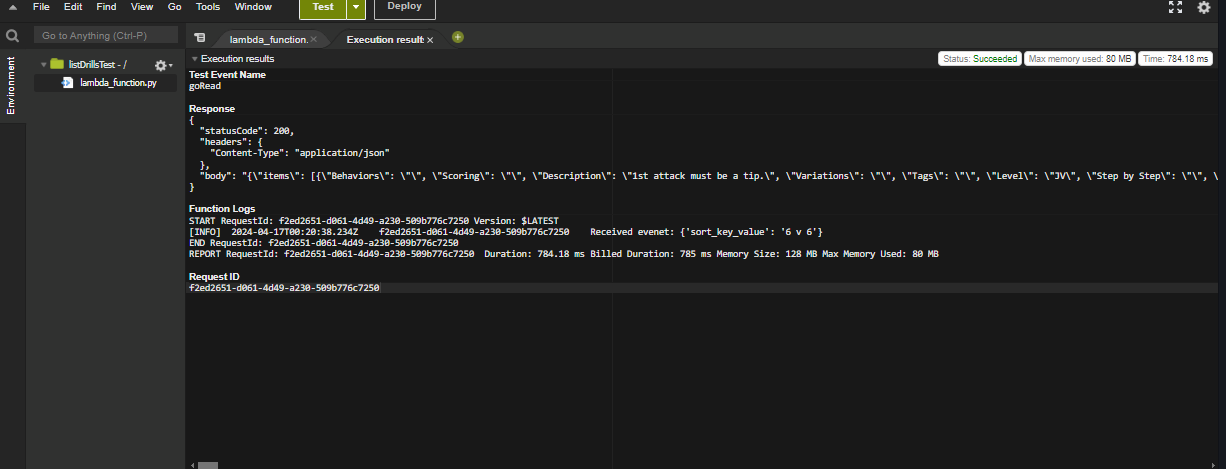 File Edit Find View Go Tools Window Test Deploy
Go to Anything (Ctrl-P)
lambda_function. Execution results
Environment
listDrillsTest - /
lambda_function.py
Execution results
Status: Succeeded Max memory used: 80 MB Time: 784.18 ms
Test Event Name
goRead
Response
{
"statusCode": 200,
"headers": {
"Content-Type": "application/json"
},
"body": "{\"items\": [{\"Behaviors\": \"\", \"Scoring\": \"\", \"Description\": \"1st attack must be a tip.\", \"Variations\": \"\", \"Tags\": \"\", \"Level\": \"JV\", \"Step by Step\": \"\", \
}
Function Logs
START RequestId: f2ed2651-d061-4d49-a230-509b776c7250 Version: $LATEST
[INFO] 2024-04-17T00:20:38.234Z f2ed2651-d061-4d49-a230-509b776c7250 Received evenet: {'sort_key_value': '6 v 6'}
END RequestId: f2ed2651-d061-4d49-a230-509b776c7250
REPORT RequestId: f2ed2651-d061-4d49-a230-509b776c7250 Duration: 784.18 ms Billed Duration: 785 ms Memory Size: 128 MB Max Memory Used: 80 MB
Request ID
f2ed2651-d061-4d49-a230-509b776c7250